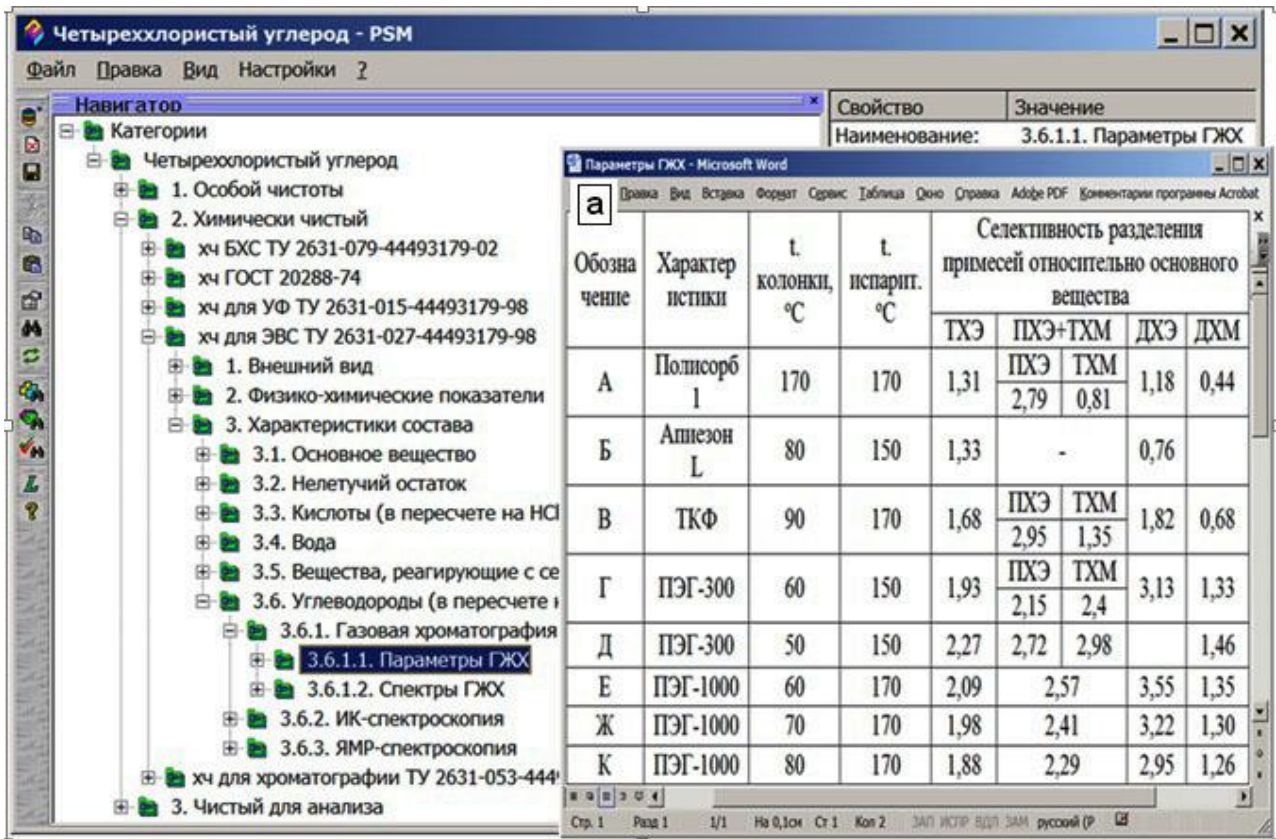 Четыреххлористый углерод - PSM
Файл Правка Вид Настройки ?
Навигатор
Категории
Четыреххлористый углерод
1. Особой чистоты
2. Химически чистый
хч БХС ТУ 2631-079-44493179-02
хч ГОСТ 20288-74
хч для УФ ТУ 2631-015-44493179-98
хч для ЭВС ТУ 2631-027-44493179-98
1. Внешний вид
2. Физико-химические показатели
3. Характеристики состава
3.1. Основное вещество
3.2. Нелетучий остаток
3.3. Кислоты (в пересчете на HCl
3.4. Вода
3.5. Вещества, реагирующие с се
3.6. Углеводороды (в пересчете
3.6.1. Газовая хроматография
3.6.1.1. Параметры ГЖХ
3.6.1.2. Спектры ГЖХ
3.6.2. ИК-спектроскопия
3.6.3. ЯМР-спектроскопия
хч для хроматографии ТУ 2631-053-444
3. Чистый для анализа
Свойство Значение
Наименование: 3.6.1.1. Параметры ГЖХ
Параметры ГЖХ - Microsoft Word
а Правка Вид Вставка Формат Сервис Таблица Окно Справка Adobe PDF Комментарии программы Acrobat
Обозна
чение
Характер
истики
t.
колонки,
°C
t.
испарит.
°C
Селективность разделения
примесей относительно основного
вещества
ТХЭ ПХЭ+ТХМ ДХЭ ДХМ
А Полисорб 1 170 170 1,31 ПХЭ ТХМ 1,18 0,44
2,79 0,81
Б Апиезон L 80 150 1,33 - 0,76
В ТКФ 90 170 1,68 ПХЭ ТХМ 1,82 0,68
2,95 1,35
Г ПЭГ-300 60 150 1,93 ПХЭ ТХМ 3,13 1,33
2,15 2,4
Д ПЭГ-300 50 150 2,27 2,72 2,98 1,46
Е ПЭГ-1000 60 170 2,09 2,57 3,55 1,35
Ж ПЭГ-1000 70 170 1,98 2,41 3,22 1,30
К ПЭГ-1000 80 170 1,88 2,29 2,95 1,26
Стр. 1 Разд 1 1/1 На 0,1см Ст 1 Кол 2 ЗАП ИСПР ВДЛ ЗАМ русский (Р